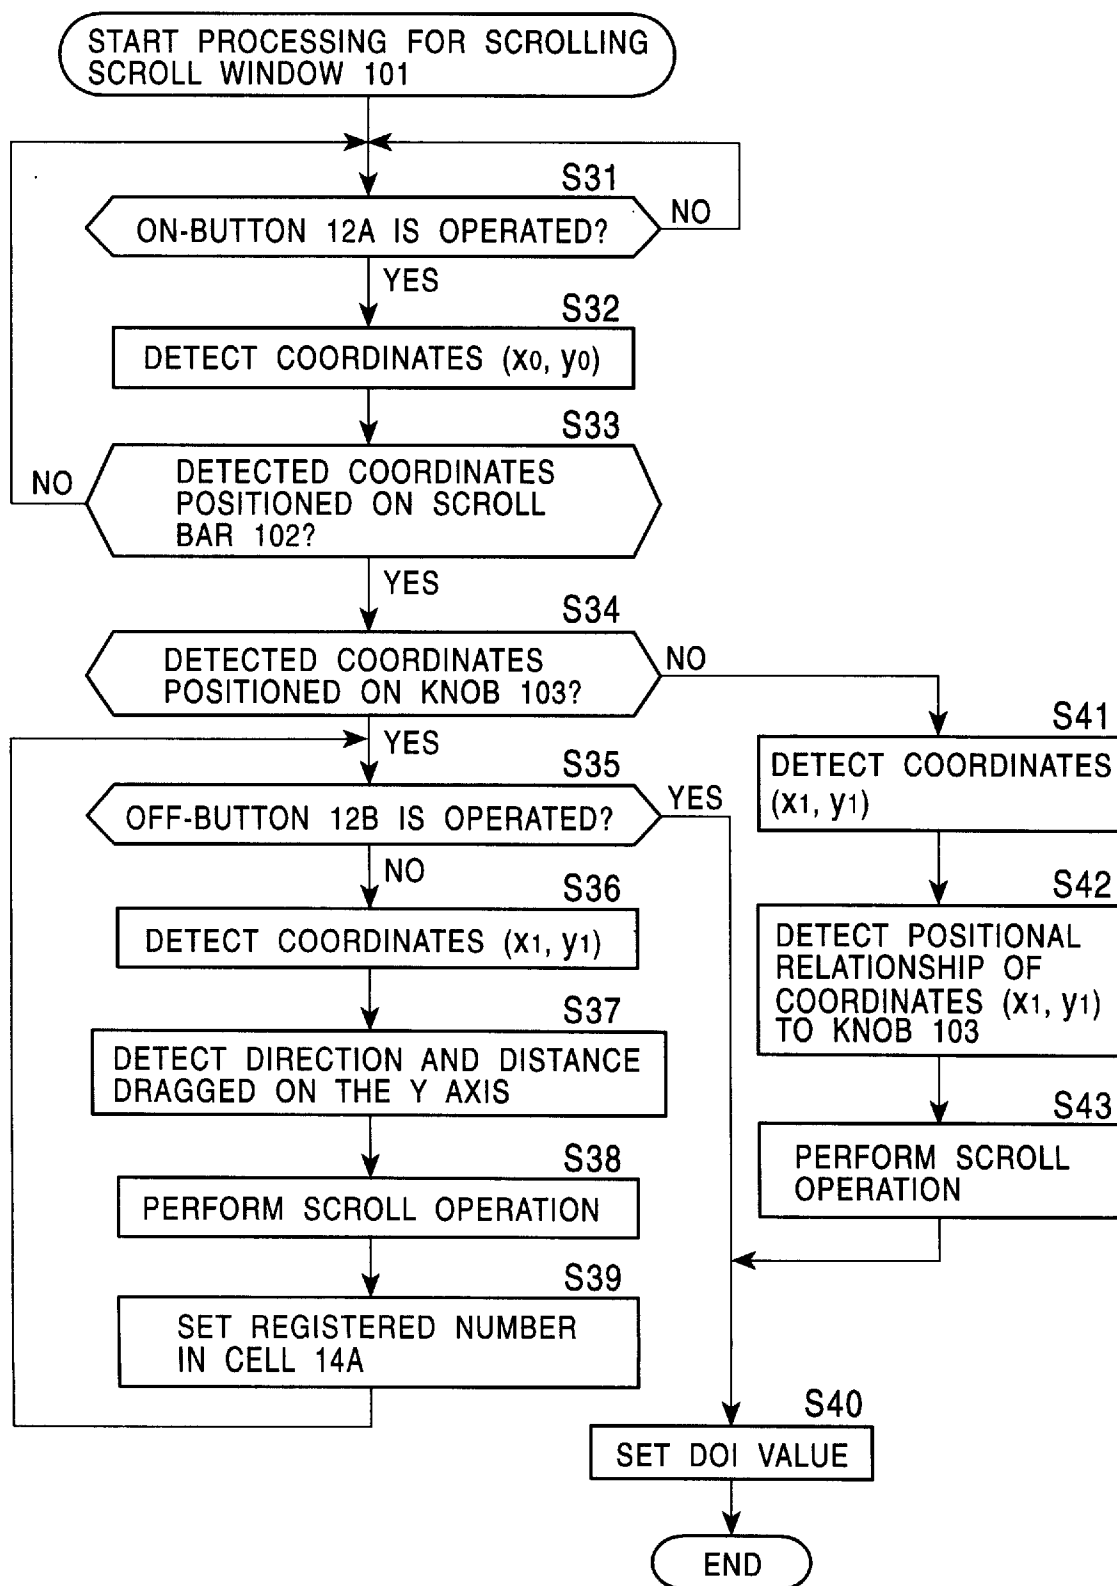 START PROCESSING FOR SCROLLING
SCROLL WINDOW 101
S31
ON-BUTTON 12A IS OPERATED?
NO
YES
S32
DETECT COORDINATES (x0, y0)
S33
DETECTED COORDINATES
POSITIONED ON SCROLL
BAR 102?
NO
YES
S34
DETECTED COORDINATES
POSITIONED ON KNOB 103?
NO
YES
S35
OFF-BUTTON 12B IS OPERATED?
YES
NO
S36
DETECT COORDINATES (x1, y1)
S37
DETECT DIRECTION AND DISTANCE
DRAGGED ON THE Y AXIS
S38
PERFORM SCROLL OPERATION
S39
SET REGISTERED NUMBER
IN CELL 14A
S41
DETECT COORDINATES
(x1, y1)
S42
DETECT POSITIONAL
RELATIONSHIP OF
COORDINATES (x1, y1)
TO KNOB 103
S43
PERFORM SCROLL
OPERATION
S40
SET DOI VALUE
END